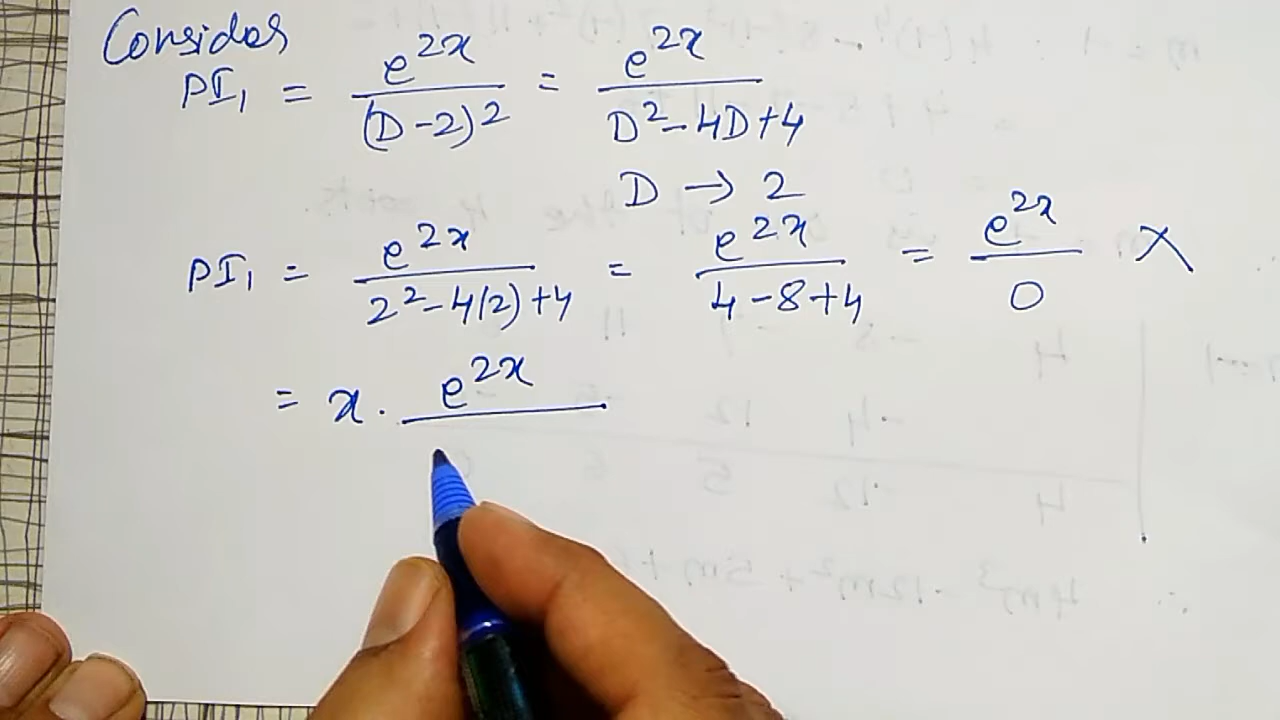 Consider
PI₁ = e^{2x}/(D-2)² = e^{2x}/(D²-4D+4)
D → 2
PI₁ = e^{2x}/(2²-4(2)+4) = e^{2x}/(4-8+4) = e^{2x}/0 X
= x. e^{2x}/